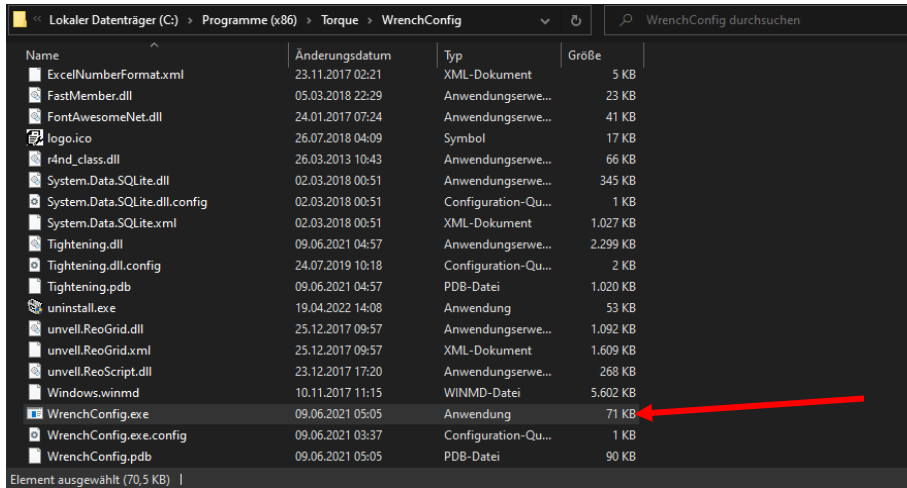 « Lokaler Datenträger (C:) › Programme (x86) › Torque › WrenchConfig WrenchConfig durchsuchen
Name Änderungsdatum Typ Größe
ExcelNumberFormat.xml 23.11.2017 02:21 XML-Dokument 5 KB
FastMember.dll 05.03.2018 22:29 Anwendungserwe... 23 KB
FontAwesomeNet.dll 24.01.2017 07:24 Anwendungserwe... 41 KB
logo.ico 26.07.2018 04:09 Symbol 17 KB
r4nd_class.dll 26.03.2013 10:43 Anwendungserwe... 66 KB
System.Data.SQLite.dll 02.03.2018 00:51 Anwendungserwe... 345 KB
System.Data.SQLite.dll.config 02.03.2018 00:51 Configuration-Qu... 1 KB
System.Data.SQLite.xml 02.03.2018 00:51 XML-Dokument 1.027 KB
Tightening.dll 09.06.2021 04:57 Anwendungserwe... 2.299 KB
Tightening.dll.config 24.07.2019 10:18 Configuration-Qu... 2 KB
Tightening.pdb 09.06.2021 04:57 PDB-Datei 1.020 KB
uninstall.exe 19.04.2022 14:08 Anwendung 53 KB
unvell.ReoGrid.dll 25.12.2017 09:57 Anwendungserwe... 1.092 KB
unvell.ReoGrid.xml 25.12.2017 09:57 XML-Dokument 1.609 KB
unvell.ReoScript.dll 23.12.2017 17:20 Anwendungserwe... 268 KB
Windows.winmd 10.11.2017 11:15 WINMD-Datei 5.602 KB
WrenchConfig.exe 09.06.2021 05:05 Anwendung 71 KB
WrenchConfig.exe.config 09.06.2021 03:37 Configuration-Qu... 1 KB
WrenchConfig.pdb 09.06.2021 05:05 PDB-Datei 90 KB
Element ausgewählt (70,5 KB)